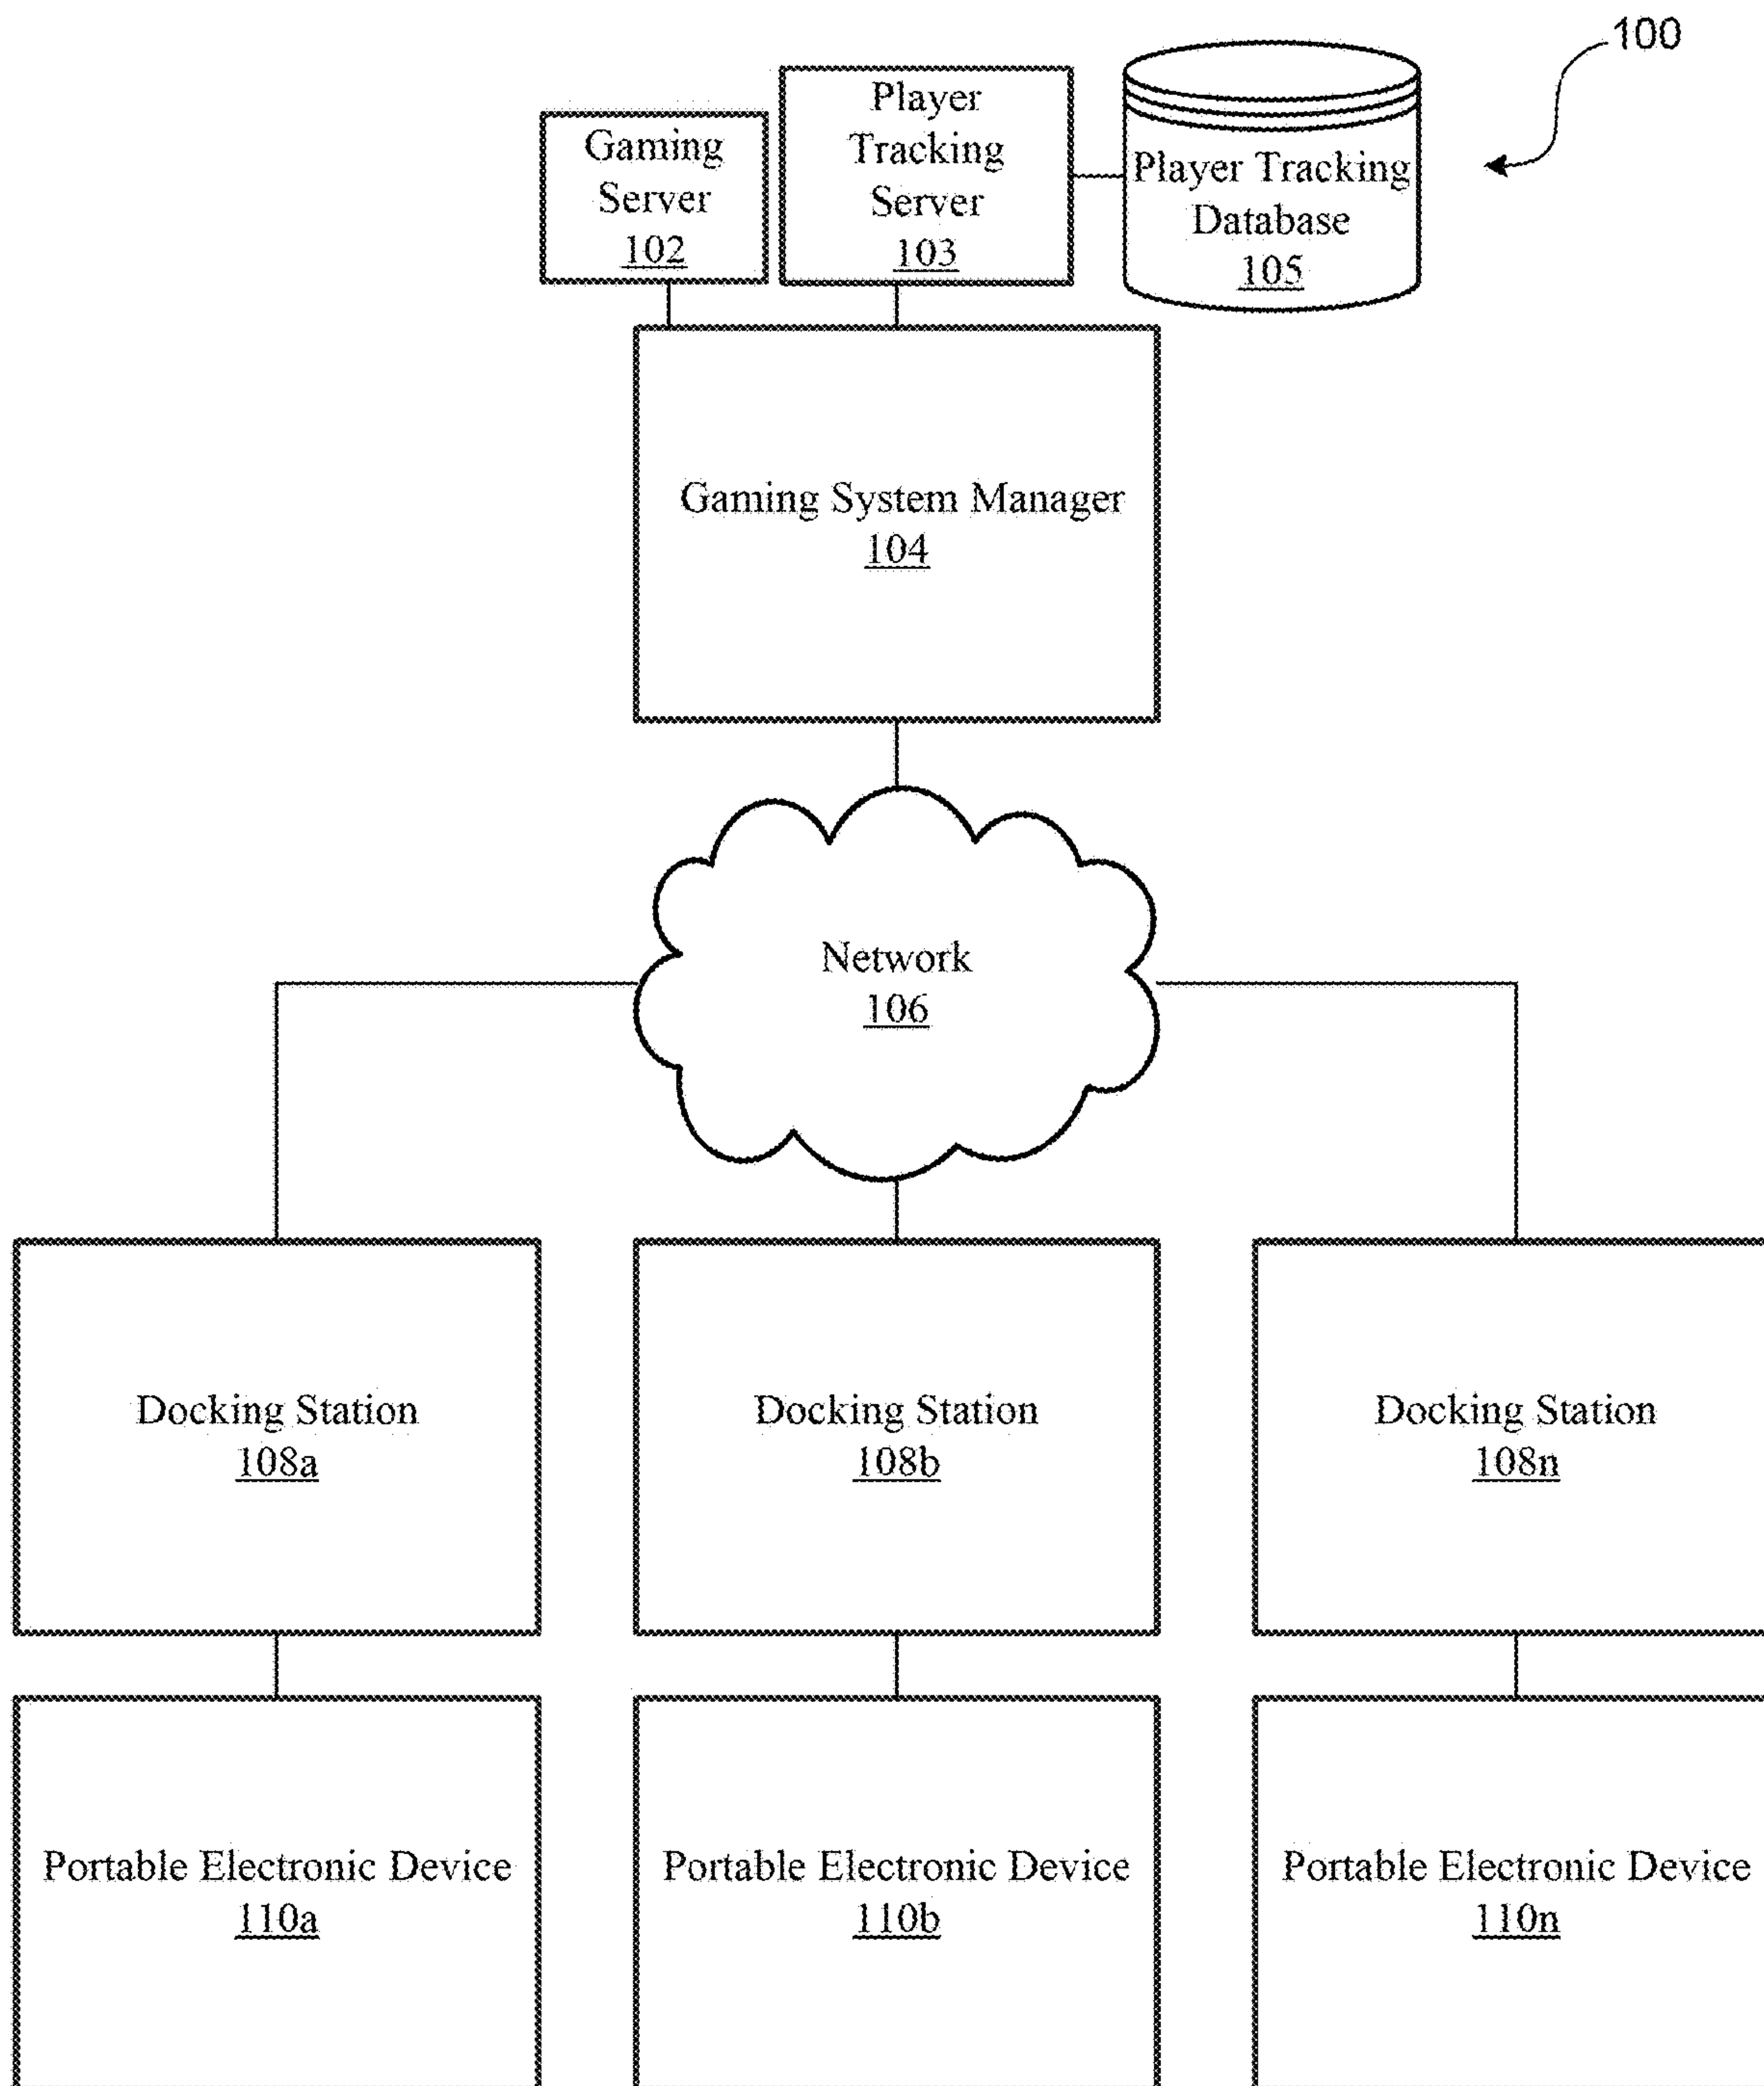 100
Gaming
Server
102
Player
Tracking
Server
103
Player Tracking
Database
105
Gaming System Manager
104
Network
106
Docking Station
108a
Docking Station
108b
Docking Station
108n
Portable Electronic Device
110a
Portable Electronic Device
110b
Portable Electronic Device
110n